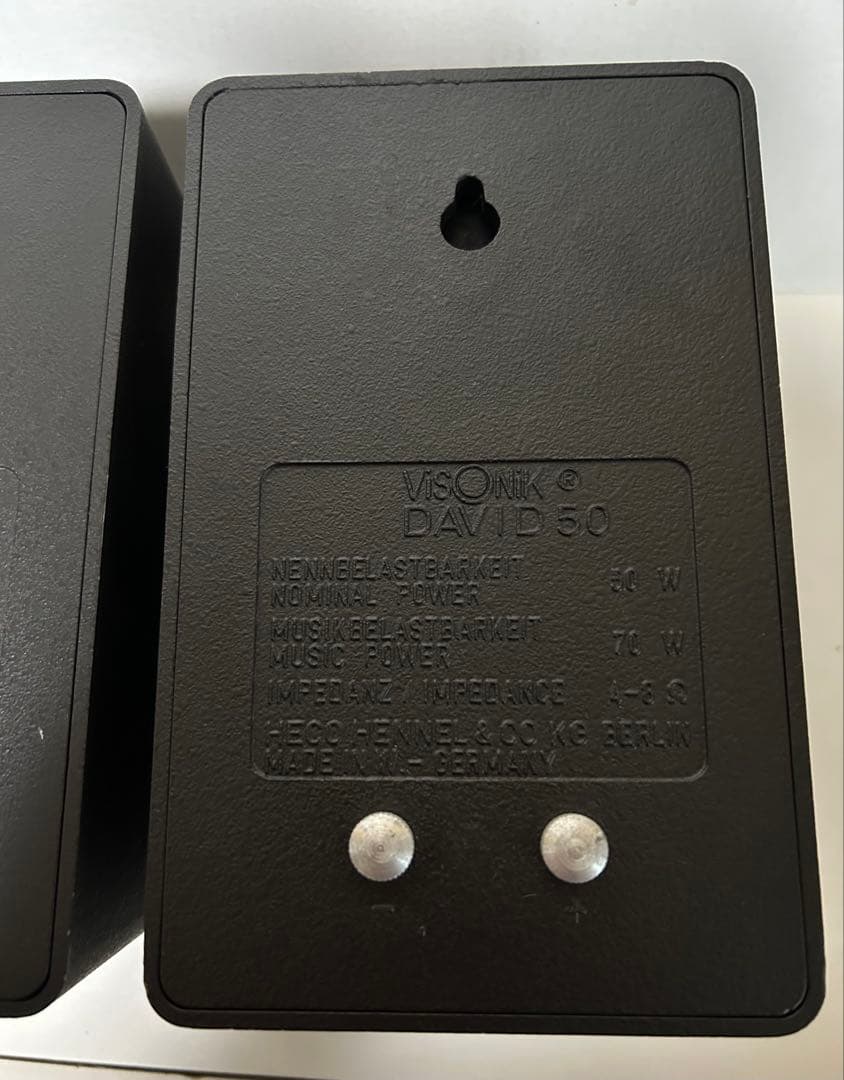 ViSONiK ®
DAVID 50
NENNBELASTBARKEIT
NOMINAL POWER 50 W
MUSIKBELASTBARKEIT
MUSIC POWER 70 W
IMPEDANZ / IMPEDANCE 4-8 Ω
HECO HENNEL & CO KG BERLIN
MADE IN W.- GERMANY
- +